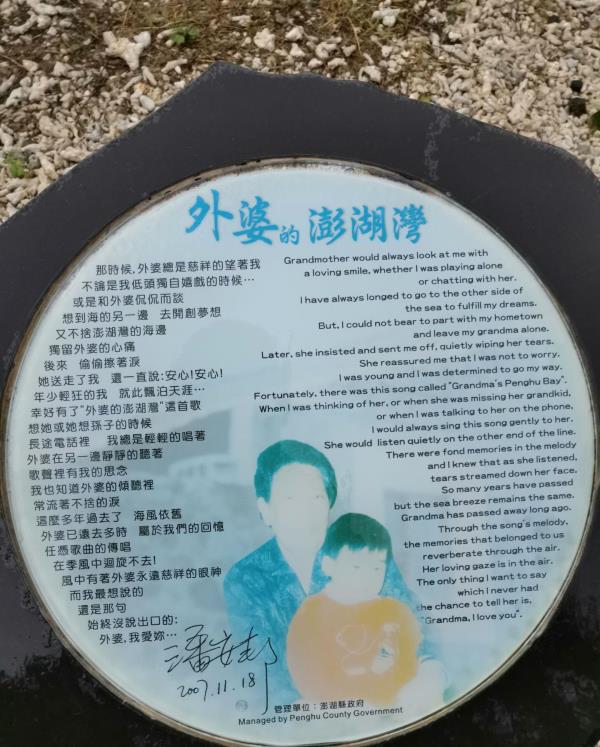 外婆的澎湖灣
那時候,外婆總是慈祥的望著我
不論是我低頭獨自嬉戲的時候…
或是和外婆侃侃而談
想到海的另一邊 去開創夢想
又不捨澎湖灣的海邊
獨留外婆的心痛
後來 偷偷擦著淚
她送走了我 還一直說:安心!安心!
年少輕狂的我 就此飄泊天涯…
幸好有了"外婆的澎湖灣"這首歌
想她或她想孫子的時候
長途電話裡 我總是輕輕的唱著
外婆在另一邊靜靜的聽著
歌聲裡有我的思念
我也知道外婆的傾聽裡
常流著不捨的淚
這麼多年過去了 海風依舊
外婆已遠去多時 屬於我們的回憶
任憑歌曲的傳唱
在季風中迴旋不去!
風中有著外婆永遠慈祥的眼神
而我最想說的
還是那句
始終沒說出口的:
外婆,我愛妳…
Grandmother would always look at me with
a loving smile, whether I was playing alone
or chatting with her.
I have always longed to go to the other side of
the sea to fulfill my dreams.
But, I could not bear to part with my hometown
and leave my grandma alone.
Later, she insisted and sent me off, quietly wiping her tears.
She reassured me that I was not to worry.
I was young and I was determined to go my way.
Fortunately, there was this song called "Grandma's Penghu Bay".
When I was thinking of her, or when she was missing her grandkid,
or when I was talking to her on the phone,
I would always sing this song gently to her.
She would listen quietly on the other end of the line.
There were fond memories in the melody
and I knew that as she listened,
tears streamed down her face.
So many years have passed
but the sea breeze remains the same.
Grandma has passed away long ago.
Through the song's melody,
the memories that belonged to us
reverberate through the air.
Her loving gaze is in the air.
The only thing I want to say
which I never had
the chance to tell her is,
"Grandma, I love you".
潘安邦
2007.11.18
管理單位:澎湖縣政府
Managed by Penghu County Government